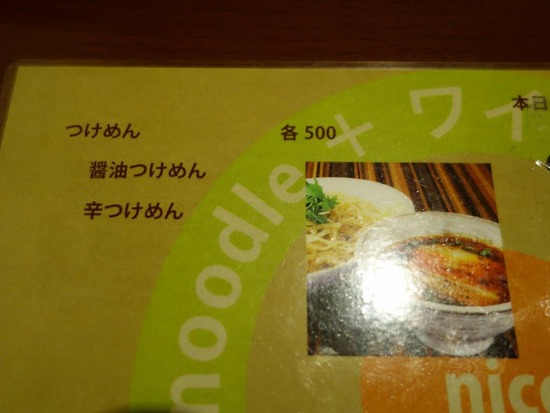 本日
つけめん 各 500
醤油つけめん
辛つけめん
noodle + ワイ
nice